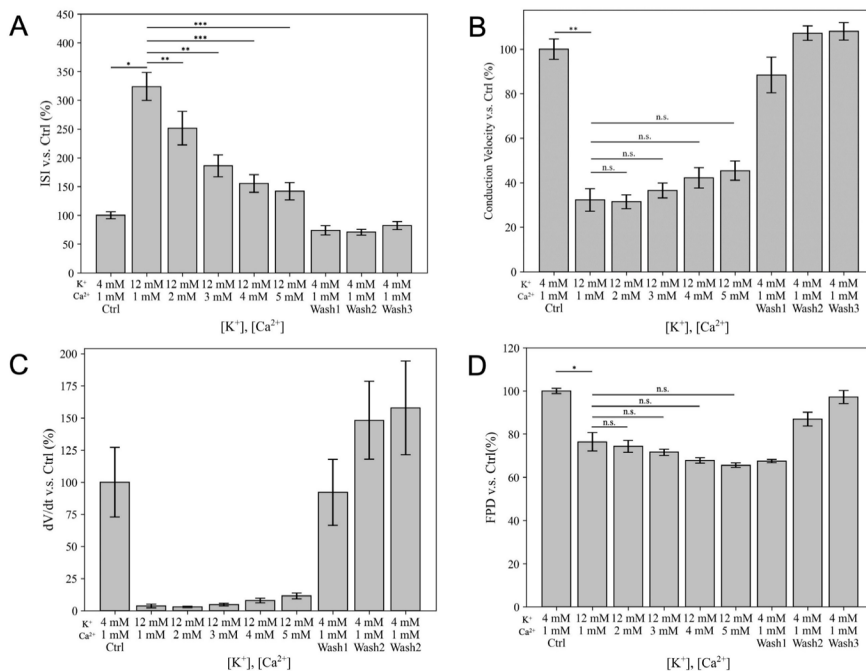 A
ISI v.s. Ctrl (%)
450
400
350
300
250
200
150
100
50
0
***
***
**
**
*
K⁺ 4 mM 12 mM 12 mM 12 mM 12 mM 12 mM 4 mM 4 mM 4 mM
Ca²⁺ 1 mM 1 mM 2 mM 3 mM 4 mM 5 mM 1 mM 1 mM 1 mM
Ctrl Wash1 Wash2 Wash3
[K⁺], [Ca²⁺]
B
Conduction Velocity v.s. Ctrl (%)
100
80
60
40
20
0
**
n.s.
n.s.
n.s.
n.s.
K⁺ 4 mM 12 mM 12 mM 12 mM 12 mM 12 mM 4 mM 4 mM 4 mM
Ca²⁺ 1 mM 1 mM 2 mM 3 mM 4 mM 5 mM 1 mM 1 mM 1 mM
Ctrl Wash1 Wash2 Wash3
[K⁺], [Ca²⁺]
C
dV/dt v.s. Ctrl (%)
200
175
150
125
100
75
50
25
0
K⁺ 4 mM 12 mM 12 mM 12 mM 12 mM 12 mM 4 mM 4 mM 4 mM
Ca²⁺ 1 mM 1 mM 2 mM 3 mM 4 mM 5 mM 1 mM 1 mM 1 mM
Ctrl Wash1 Wash2 Wash2
[K⁺], [Ca²⁺]
D
FPD v.s. Ctrl(%)
120
100
80
60
40
20
0
*
n.s.
n.s.
n.s.
n.s.
K⁺ 4 mM 12 mM 12 mM 12 mM 12 mM 12 mM 4 mM 4 mM 4 mM
Ca²⁺ 1 mM 1 mM 2 mM 3 mM 4 mM 5 mM 1 mM 1 mM 1 mM
Ctrl Wash1 Wash2 Wash3
[K⁺], [Ca²⁺]